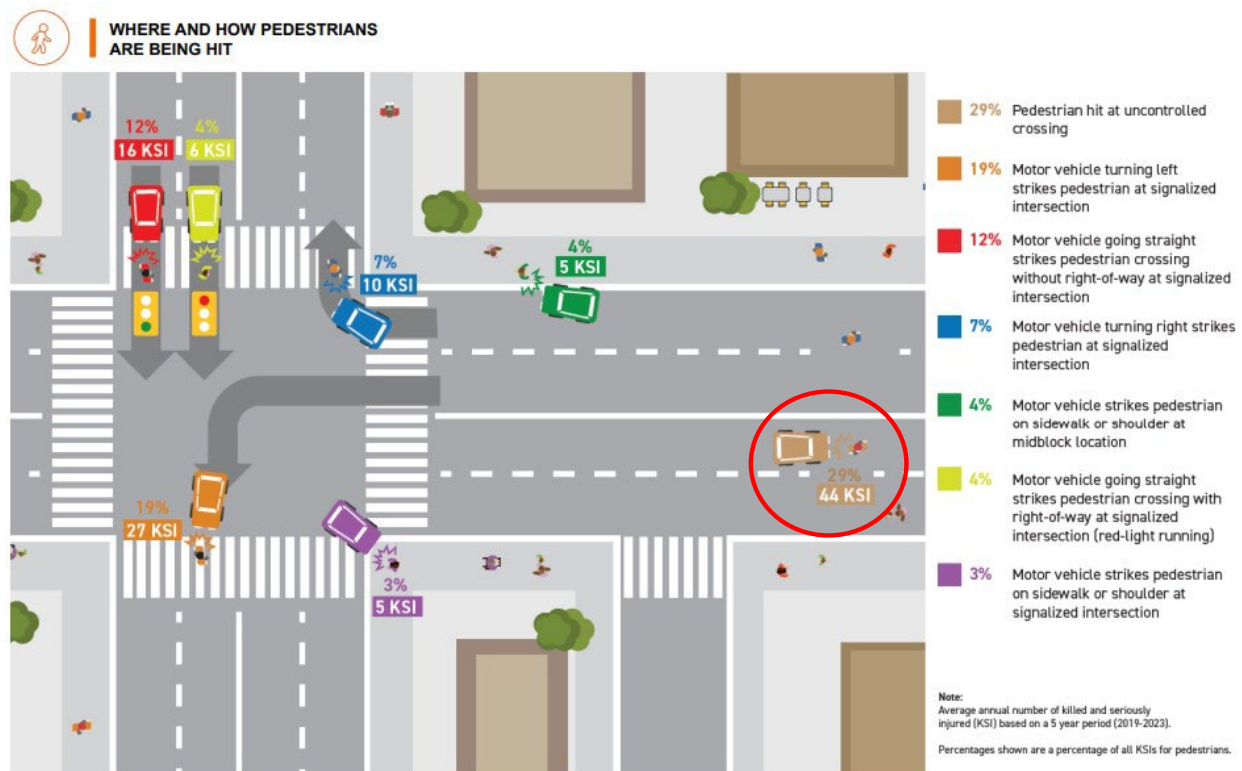 WHERE AND HOW PEDESTRIANS
ARE BEING HIT
12%
16 KSI
4%
6 KSI
7%
10 KSI
4%
5 KSI
29%
44 KSI
19%
27 KSI
3%
5 KSI
29% Pedestrian hit at uncontrolled
crossing
19% Motor vehicle turning left
strikes pedestrian at signalized
intersection
12% Motor vehicle going straight
strikes pedestrian crossing
without right-of-way at signalized
intersection
7% Motor vehicle turning right strikes
pedestrian at signalized
intersection
4% Motor vehicle strikes pedestrian
on sidewalk or shoulder at
midblock location
4% Motor vehicle going straight
strikes pedestrian crossing with
right-of-way at signalized
intersection (red-light running)
3% Motor vehicle strikes pedestrian
on sidewalk or shoulder at
signalized intersection
Note:
Average annual number of killed and seriously
injured (KSI) based on a 5 year period (2019-2023).
Percentages shown are a percentage of all KSIs for pedestrians.